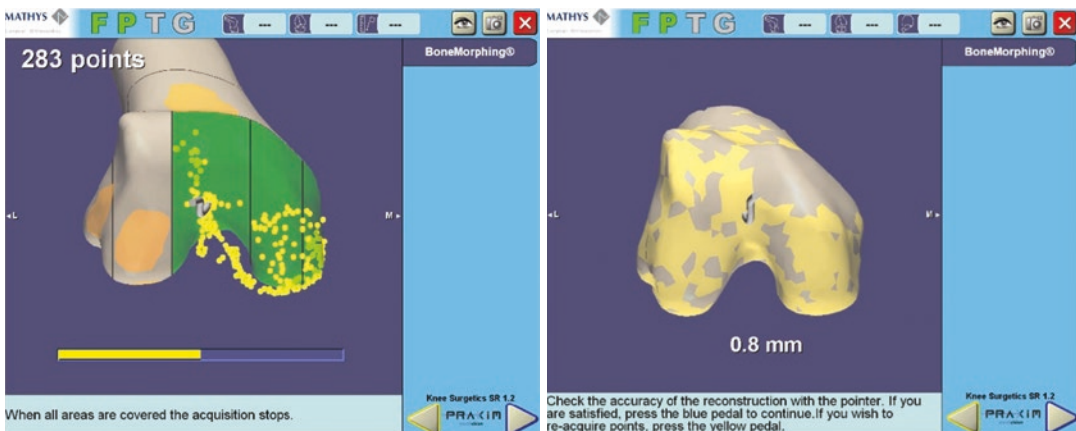 MATHYS
F P T G
---
---
---
283 points
BoneMorphing®
◄L
M►
When all areas are covered the acquisition stops.
Knee Surgetics SR 1.2
PRAXIM
MATHYS
F P T G
---
---
---
BoneMorphing®
◄L
M►
0.8 mm
Check the accuracy of the reconstruction with the pointer. If you
are satisfied, press the blue pedal to continue.If you wish to
re-acquire points, press the yellow pedal.
Knee Surgetics SR 1.2
PRAXIM